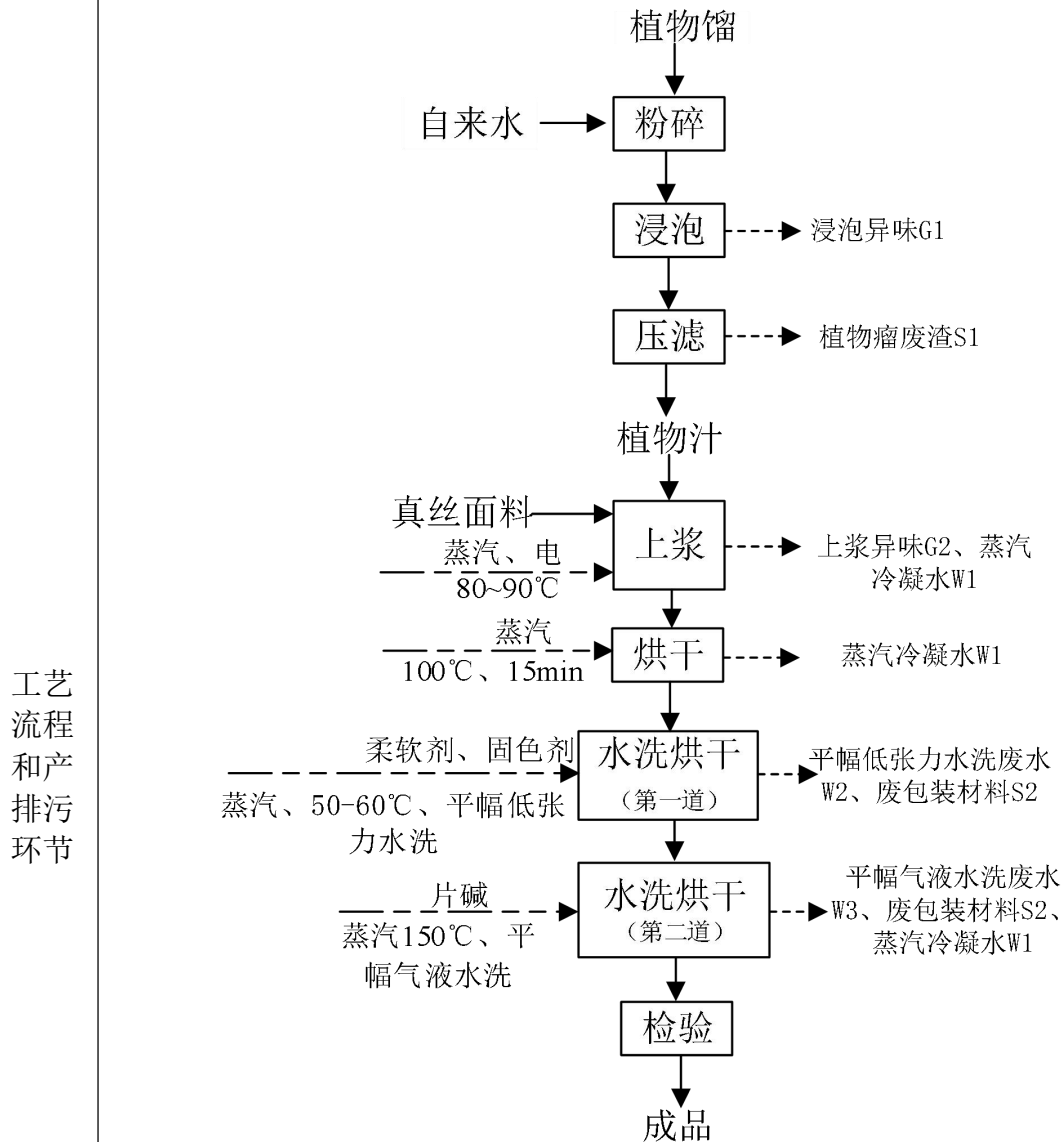 植物馏
自来水
粉碎
浸泡
浸泡异味G1
压滤
植物瘤废渣S1
植物汁
真丝面料
蒸汽、电
80~90℃
上浆
上浆异味G2、蒸汽
冷凝水W1
蒸汽
100℃、15min
烘干
蒸汽冷凝水W1
柔软剂、固色剂
蒸汽、50-60℃、平幅低张
力水洗
水洗烘干
（第一道）
平幅低张力水洗废水
W2、废包装材料S2
片碱
蒸汽150℃、平
幅气液水洗
水洗烘干
（第二道）
平幅气液水洗废水
W3、废包装材料S2、
蒸汽冷凝水W1
检验
成品
工艺
流程
和产
排污
环节